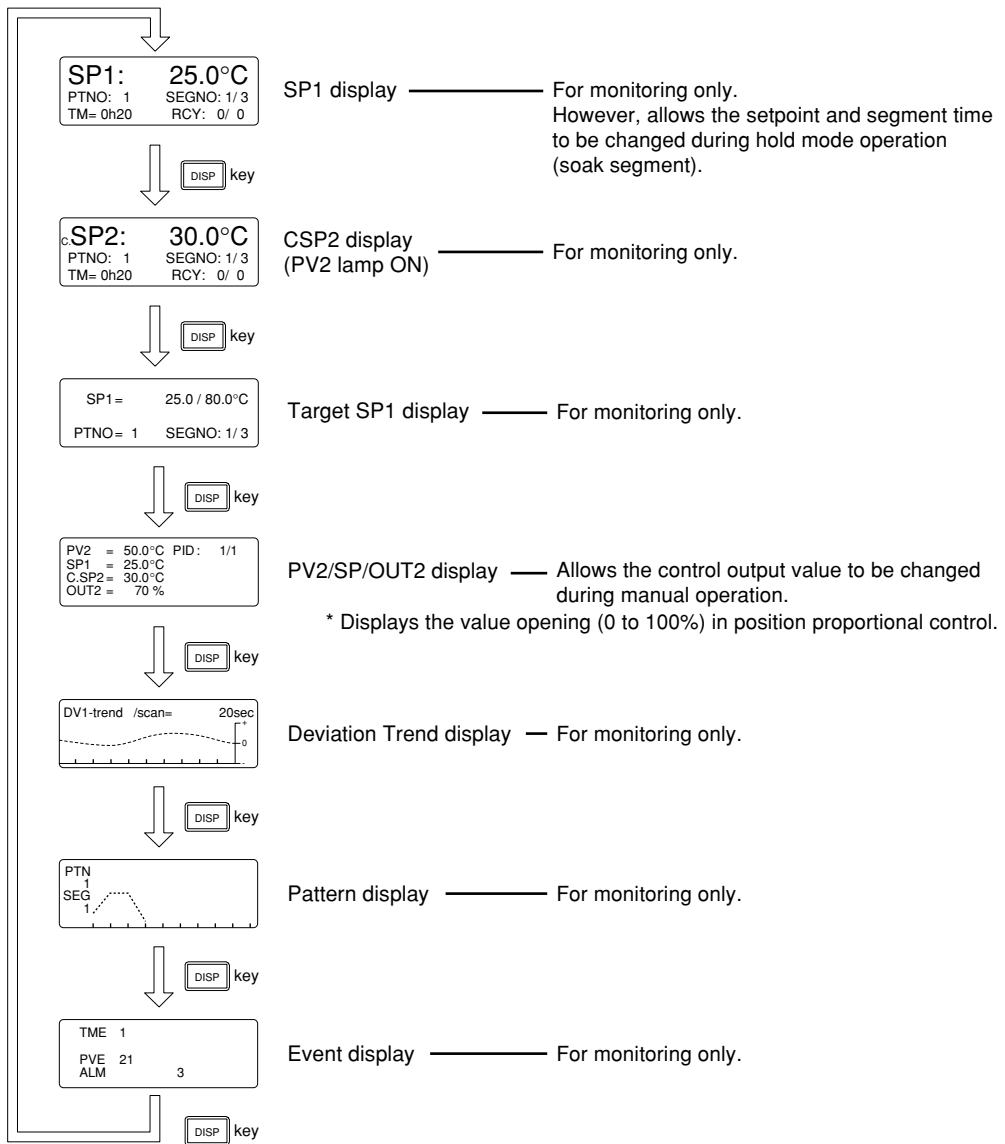 SP1: 25.0°C
PTNO: 1 SEGNO: 1/ 3
TM= 0h20 RCY: 0/ 0
SP1 display
For monitoring only.
However, allows the setpoint and segment time
to be changed during hold mode operation
(soak segment).
DISP key
C.SP2: 30.0°C
PTNO: 1 SEGNO: 1/ 3
TM= 0h20 RCY: 0/ 0
CSP2 display
(PV2 lamp ON)
For monitoring only.
DISP key
SP1= 25.0 / 80.0°C
PTNO= 1 SEGNO: 1/ 3
Target SP1 display
For monitoring only.
DISP key
PV2 = 50.0°C PID: 1/1
SP1 = 25.0°C
C.SP2= 30.0°C
OUT2 = 70 %
PV2/SP/OUT2 display
Allows the control output value to be changed
during manual operation.
* Displays the value opening (0 to 100%) in position proportional control.
DISP key
DV1-trend /scan= 20sec
+
0
-
Deviation Trend display
For monitoring only.
DISP key
PTN
1
SEG
1
Pattern display
For monitoring only.
DISP key
TME 1
PVE 21
ALM 3
Event display
For monitoring only.
DISP key